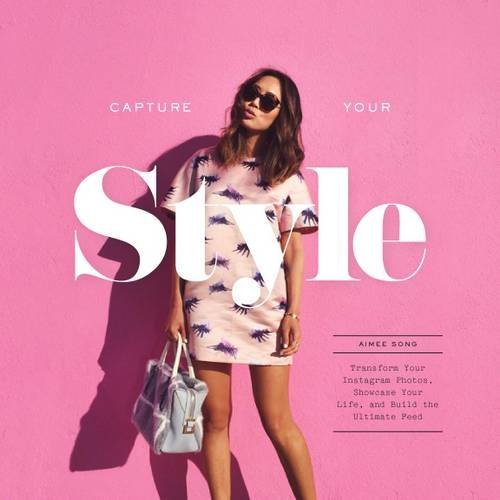 CAPTURE YOUR
Style
AIMEE SONG
Transform Your
Instagram Photos,
Showcase Your
Life, and Build the
Ultimate Feed